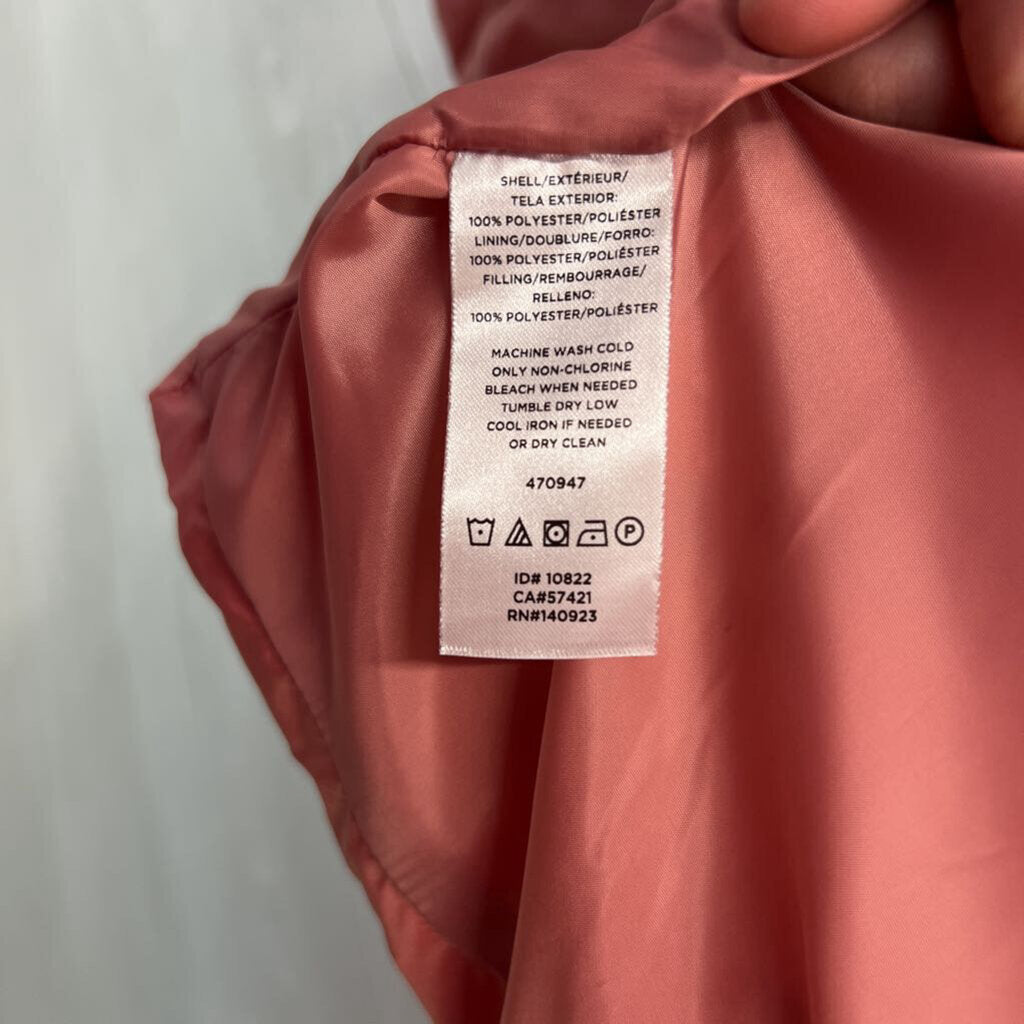 SHELL/EXTÉRIEUR/
TELA EXTERIOR:
100% POLYESTER/POLIÉSTER
LINING/DOUBLURE/FORRO:
100% POLYESTER/POLIÉSTER
FILLING/REMBOURRAGE/
RELLENO:
100% POLYESTER/POLIÉSTER
MACHINE WASH COLD
ONLY NON-CHLORINE
BLEACH WHEN NEEDED
TUMBLE DRY LOW
COOL IRON IF NEEDED
OR DRY CLEAN
470947
P
ID# 10822
CA#57421
RN#140923